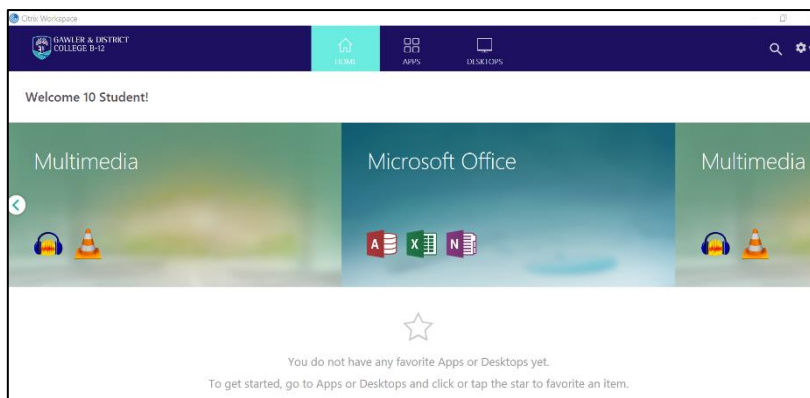 Citrix Workspace
GAWLER & DISTRICT
COLLEGE B-12
HOME
APPS
DESKTOPS
Welcome 10 Student!
Multimedia
Microsoft Office
Multimedia
A
X
N
You do not have any favorite Apps or Desktops yet.
To get started, go to Apps or Desktops and click or tap the star to favorite an item.